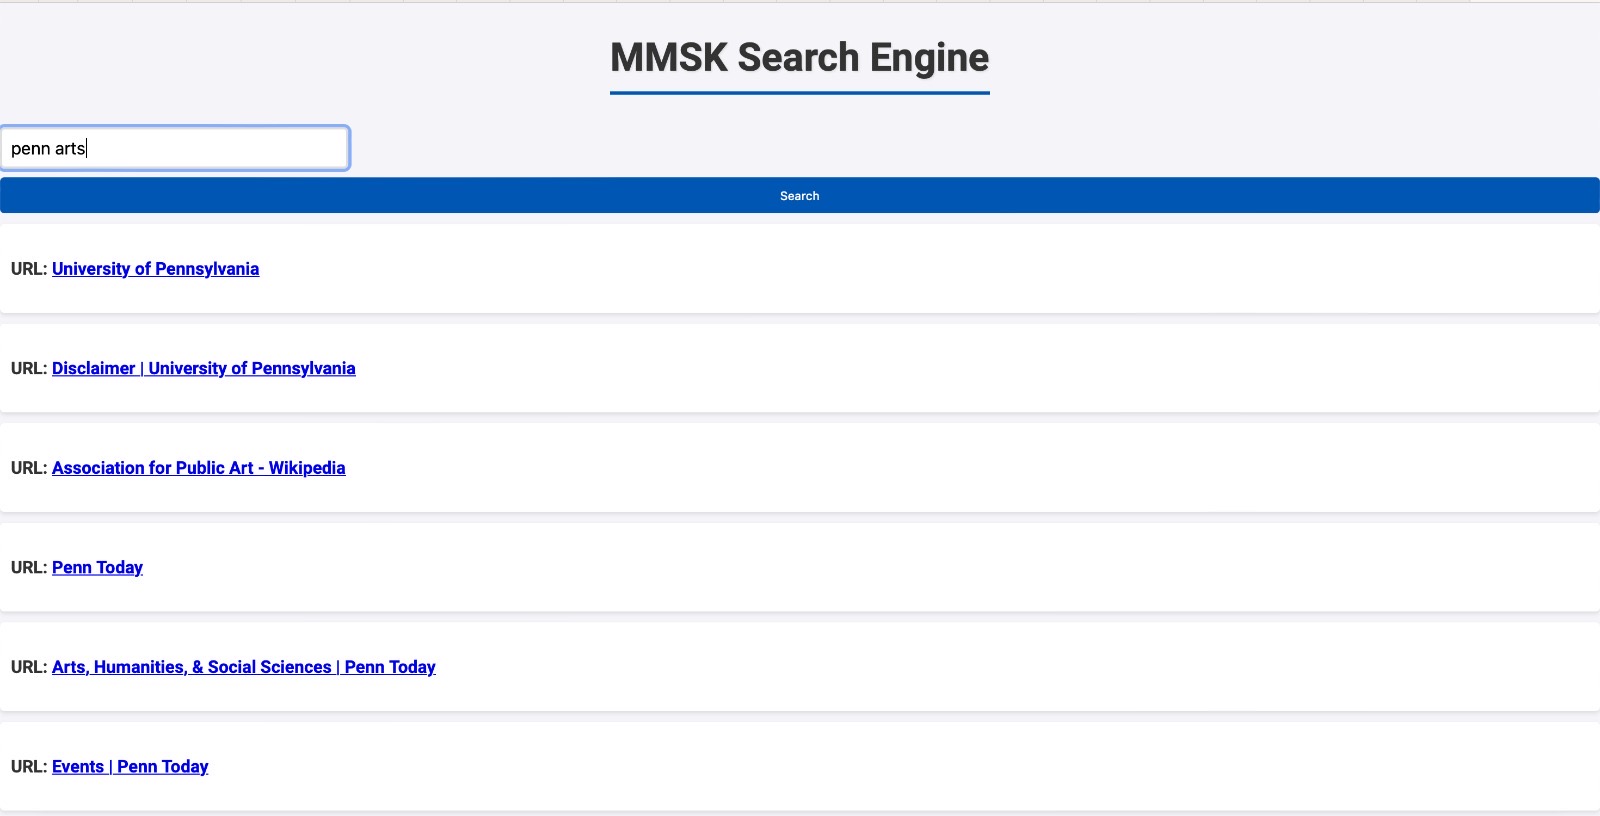 MMSK Search Engine
penn arts
Search
URL: University of Pennsylvania
URL: Disclaimer | University of Pennsylvania
URL: Association for Public Art - Wikipedia
URL: Penn Today
URL: Arts, Humanities, & Social Sciences | Penn Today
URL: Events | Penn Today